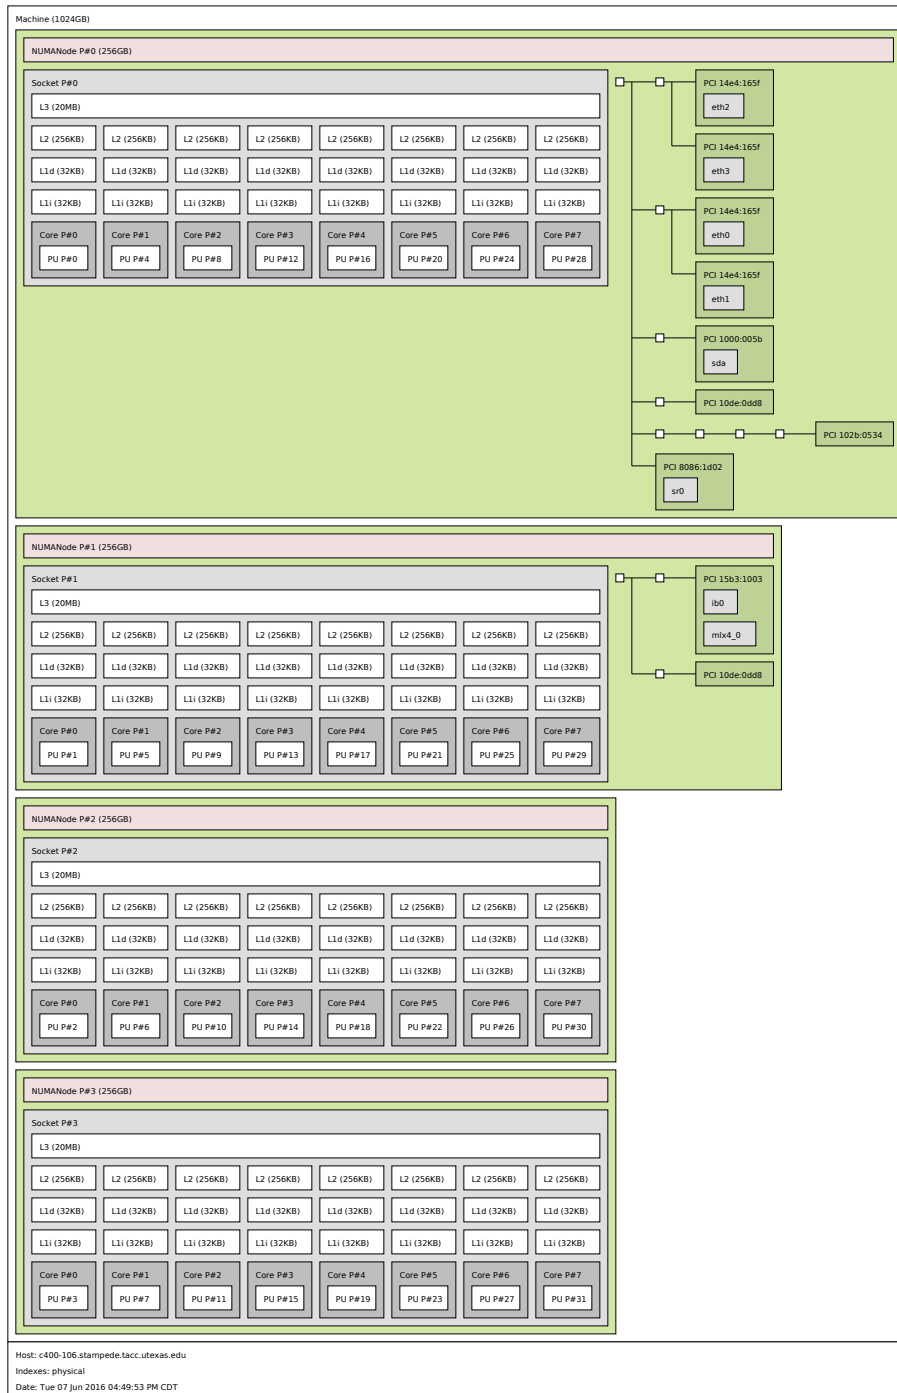 Machine (1024GB)
NUMANode P#0 (256GB)
Socket P#0
L3 (20MB)
L2 (256KB) L2 (256KB) L2 (256KB) L2 (256KB) L2 (256KB) L2 (256KB) L2 (256KB) L2 (256KB)
L1d (32KB) L1d (32KB) L1d (32KB) L1d (32KB) L1d (32KB) L1d (32KB) L1d (32KB) L1d (32KB)
L1i (32KB) L1i (32KB) L1i (32KB) L1i (32KB) L1i (32KB) L1i (32KB) L1i (32KB) L1i (32KB)
Core P#0 Core P#1 Core P#2 Core P#3 Core P#4 Core P#5 Core P#6 Core P#7
PU P#0 PU P#4 PU P#8 PU P#12 PU P#16 PU P#20 PU P#24 PU P#28
PCI 14e4:165f
eth2
PCI 14e4:165f
eth3
PCI 14e4:165f
eth0
PCI 14e4:165f
eth1
PCI 1000:005b
sda
PCI 10de:0dd8
PCI 102b:0534
PCI 8086:1d02
sr0
NUMANode P#1 (256GB)
Socket P#1
L3 (20MB)
L2 (256KB) L2 (256KB) L2 (256KB) L2 (256KB) L2 (256KB) L2 (256KB) L2 (256KB) L2 (256KB)
L1d (32KB) L1d (32KB) L1d (32KB) L1d (32KB) L1d (32KB) L1d (32KB) L1d (32KB) L1d (32KB)
L1i (32KB) L1i (32KB) L1i (32KB) L1i (32KB) L1i (32KB) L1i (32KB) L1i (32KB) L1i (32KB)
Core P#0 Core P#1 Core P#2 Core P#3 Core P#4 Core P#5 Core P#6 Core P#7
PU P#1 PU P#5 PU P#9 PU P#13 PU P#17 PU P#21 PU P#25 PU P#29
PCI 15b3:1003
ib0
mlx4_0
PCI 10de:0dd8
NUMANode P#2 (256GB)
Socket P#2
L3 (20MB)
L2 (256KB) L2 (256KB) L2 (256KB) L2 (256KB) L2 (256KB) L2 (256KB) L2 (256KB) L2 (256KB)
L1d (32KB) L1d (32KB) L1d (32KB) L1d (32KB) L1d (32KB) L1d (32KB) L1d (32KB) L1d (32KB)
L1i (32KB) L1i (32KB) L1i (32KB) L1i (32KB) L1i (32KB) L1i (32KB) L1i (32KB) L1i (32KB)
Core P#0 Core P#1 Core P#2 Core P#3 Core P#4 Core P#5 Core P#6 Core P#7
PU P#2 PU P#6 PU P#10 PU P#14 PU P#18 PU P#22 PU P#26 PU P#30
NUMANode P#3 (256GB)
Socket P#3
L3 (20MB)
L2 (256KB) L2 (256KB) L2 (256KB) L2 (256KB) L2 (256KB) L2 (256KB) L2 (256KB) L2 (256KB)
L1d (32KB) L1d (32KB) L1d (32KB) L1d (32KB) L1d (32KB) L1d (32KB) L1d (32KB) L1d (32KB)
L1i (32KB) L1i (32KB) L1i (32KB) L1i (32KB) L1i (32KB) L1i (32KB) L1i (32KB) L1i (32KB)
Core P#0 Core P#1 Core P#2 Core P#3 Core P#4 Core P#5 Core P#6 Core P#7
PU P#3 PU P#7 PU P#11 PU P#15 PU P#19 PU P#23 PU P#27 PU P#31
Host: c400-106.stampede.tacc.utexas.edu
Indexes: physical
Date: Tue 07 Jun 2016 04:49:53 PM CDT